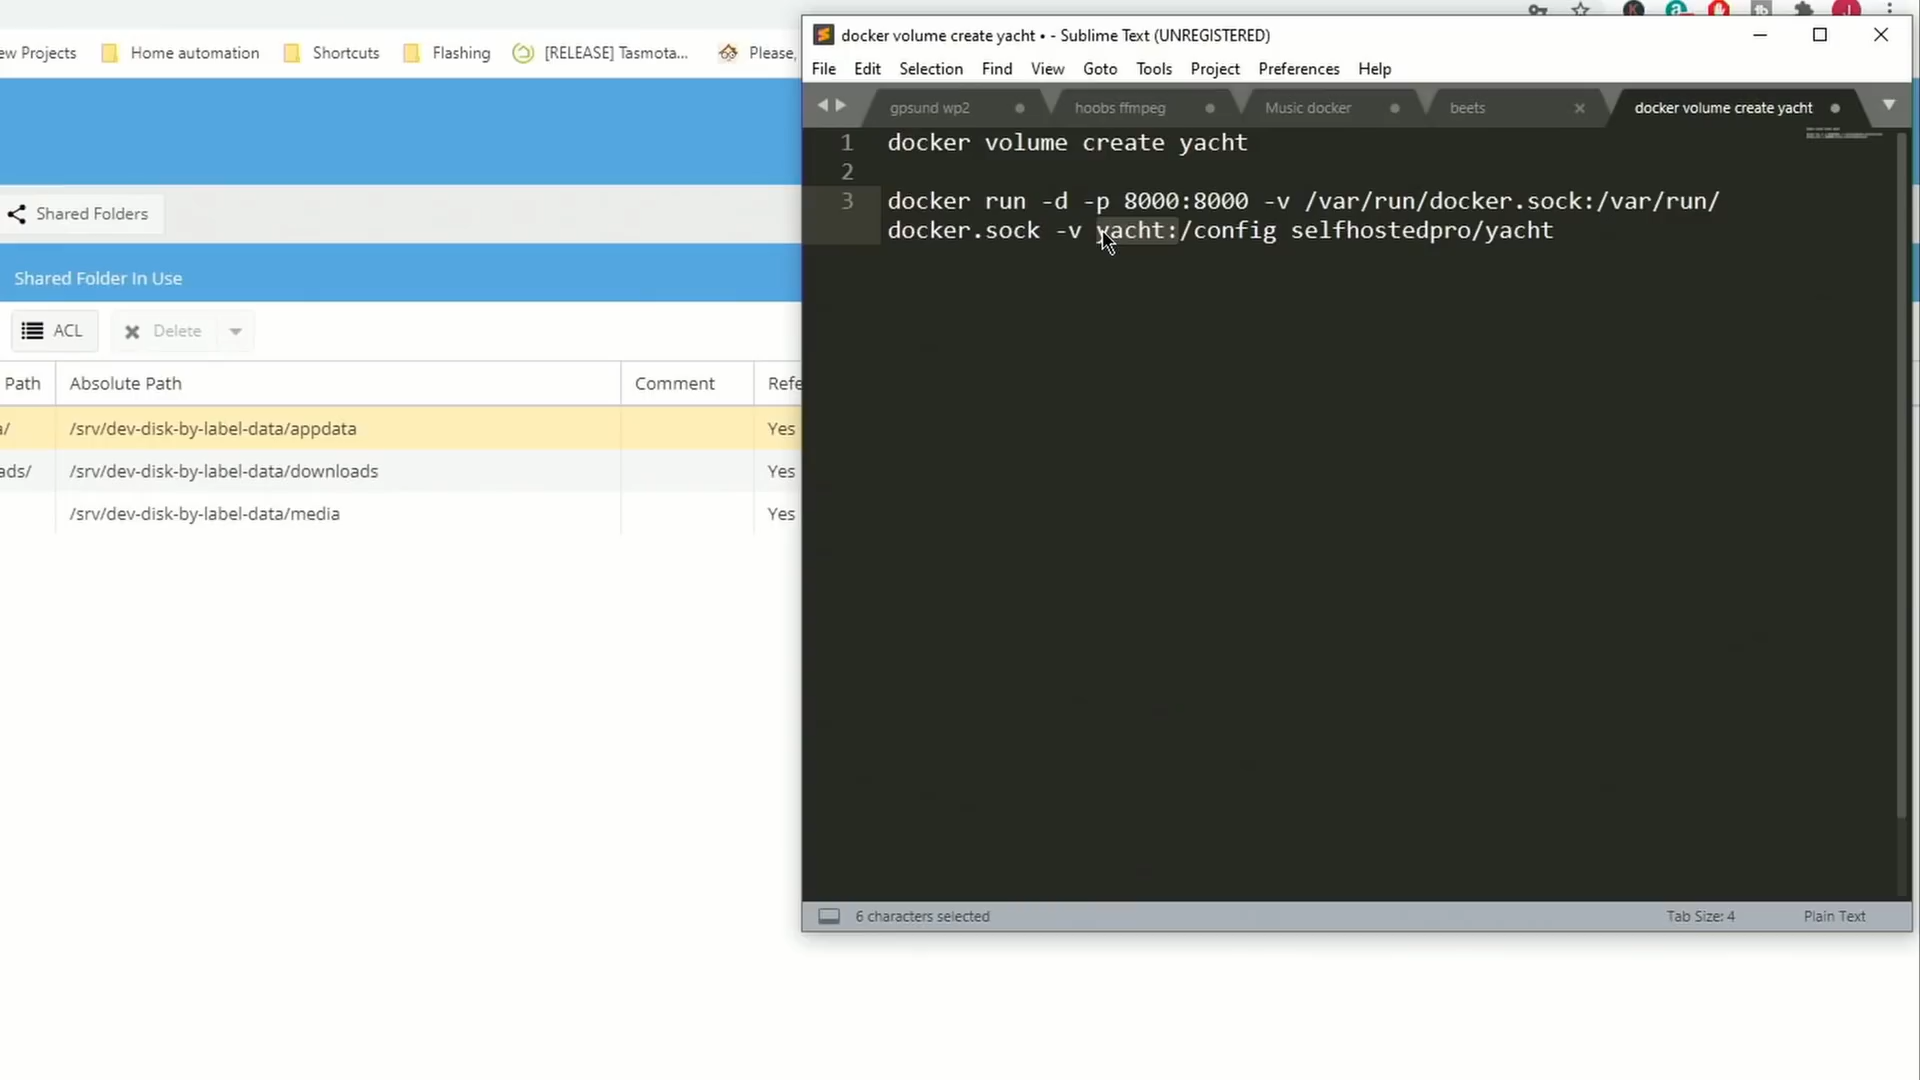 docker volume create yacht • - Sublime Text (UNREGISTERED)
ew Projects Home automation Shortcuts Flashing [RELEASE] Tasmota... Please,
File Edit Selection Find View Goto Tools Project Preferences Help
gpsund wp2 hoobs ffmpeg Music docker beets docker volume create yacht
1 docker volume create yacht
2
3 docker run -d -p 8000:8000 -v /var/run/docker.sock:/var/run/
docker.sock -v yacht:/config selfhostedpro/yacht
Shared Folders
Shared Folder In Use
ACL Delete
Path Absolute Path Comment Refe
a/ /srv/dev-disk-by-label-data/appdata Yes
ads/ /srv/dev-disk-by-label-data/downloads Yes
/srv/dev-disk-by-label-data/media Yes
6 characters selected Tab Size: 4 Plain Text